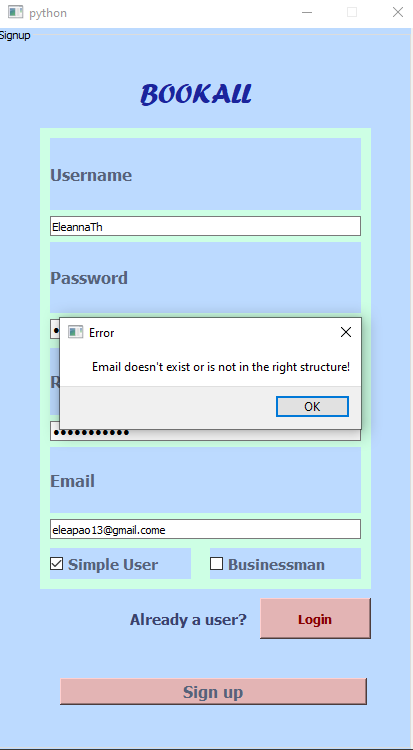 python
Signup
BOOKALL
Username
EleannaTh
Password
Error
Email doesn't exist or is not in the right structure!
OK
•••••••••••
Email
eleapao13@gmail.come
Simple User
Businessman
Already a user?
Login
Sign up